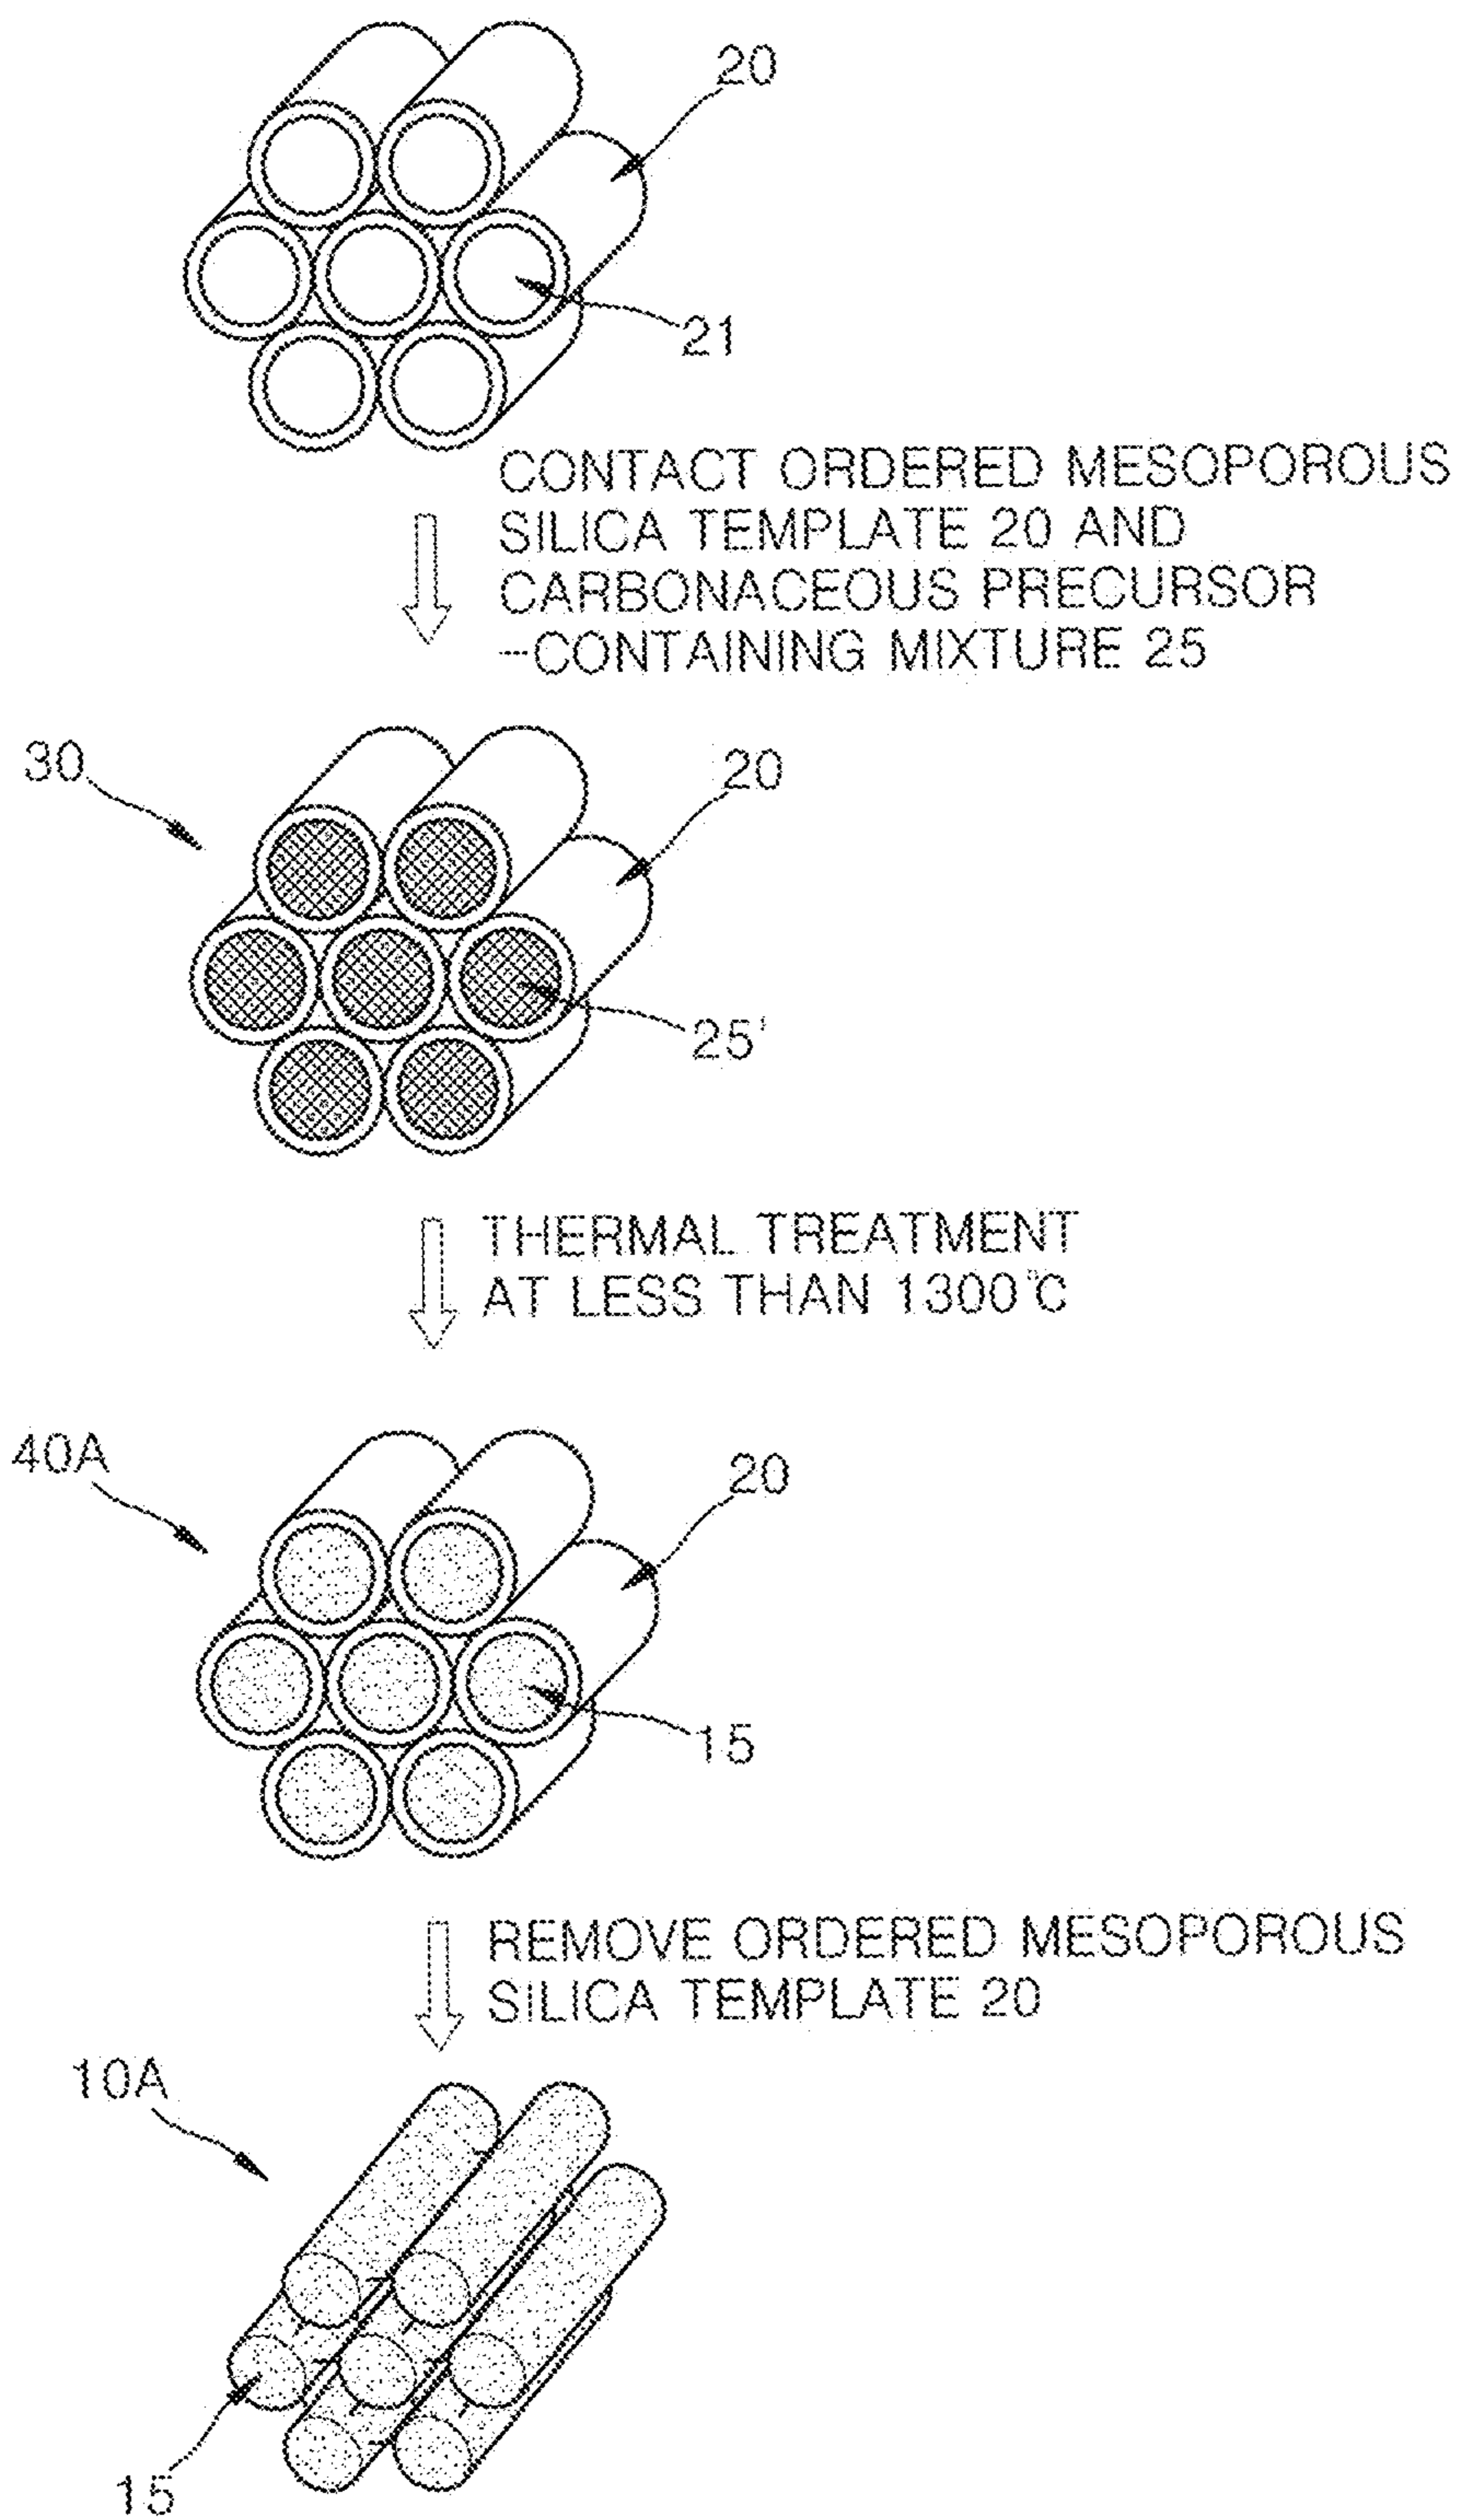 20
21
CONTACT ORDERED MESOPOROUS
SILICA TEMPLATE 20 AND
CARBONACEOUS PRECURSOR
-CONTAINING MIXTURE 25
30
20
25'
THERMAL TREATMENT
AT LESS THAN 1300°C
40A
20
15
REMOVE ORDERED MESOPOROUS
SILICA TEMPLATE 20
10A
15